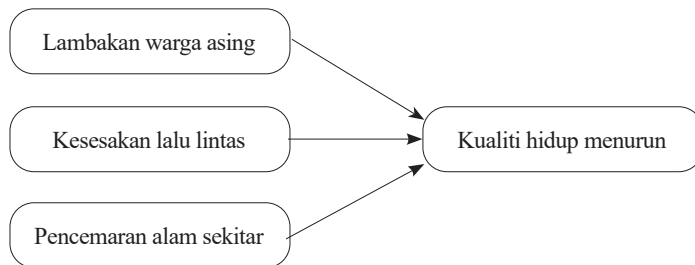 Lambakan warga asing
Kesesakan lalu lintas
Kualiti hidup menurun
Pencemaran alam sekitar